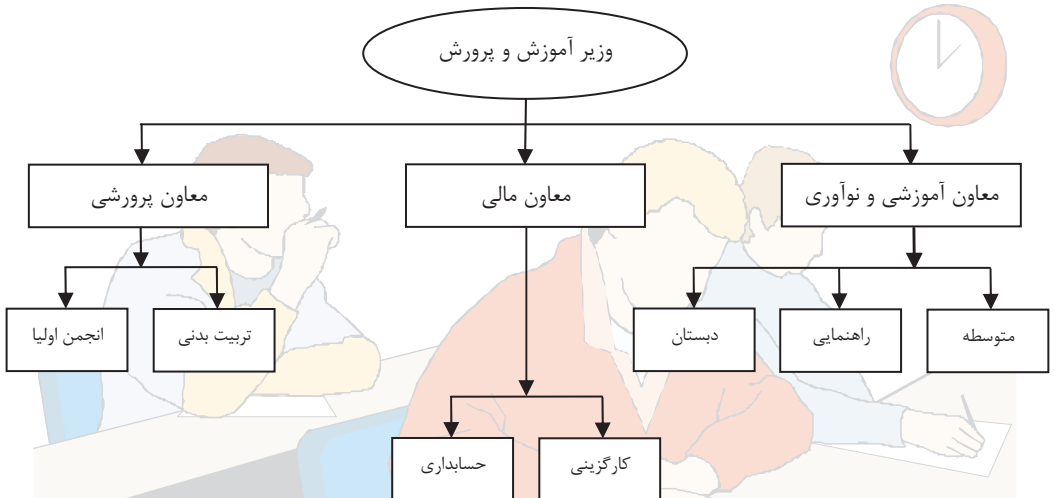 وزیر آموزش و پرورش
معاون آموزشی و نوآوری
معاون مالی
معاون پرورشی
متوسطه
راهنمایی
دبستان
تربیت بدنی
انجمن اولیا
کارگزینی
حسابداری